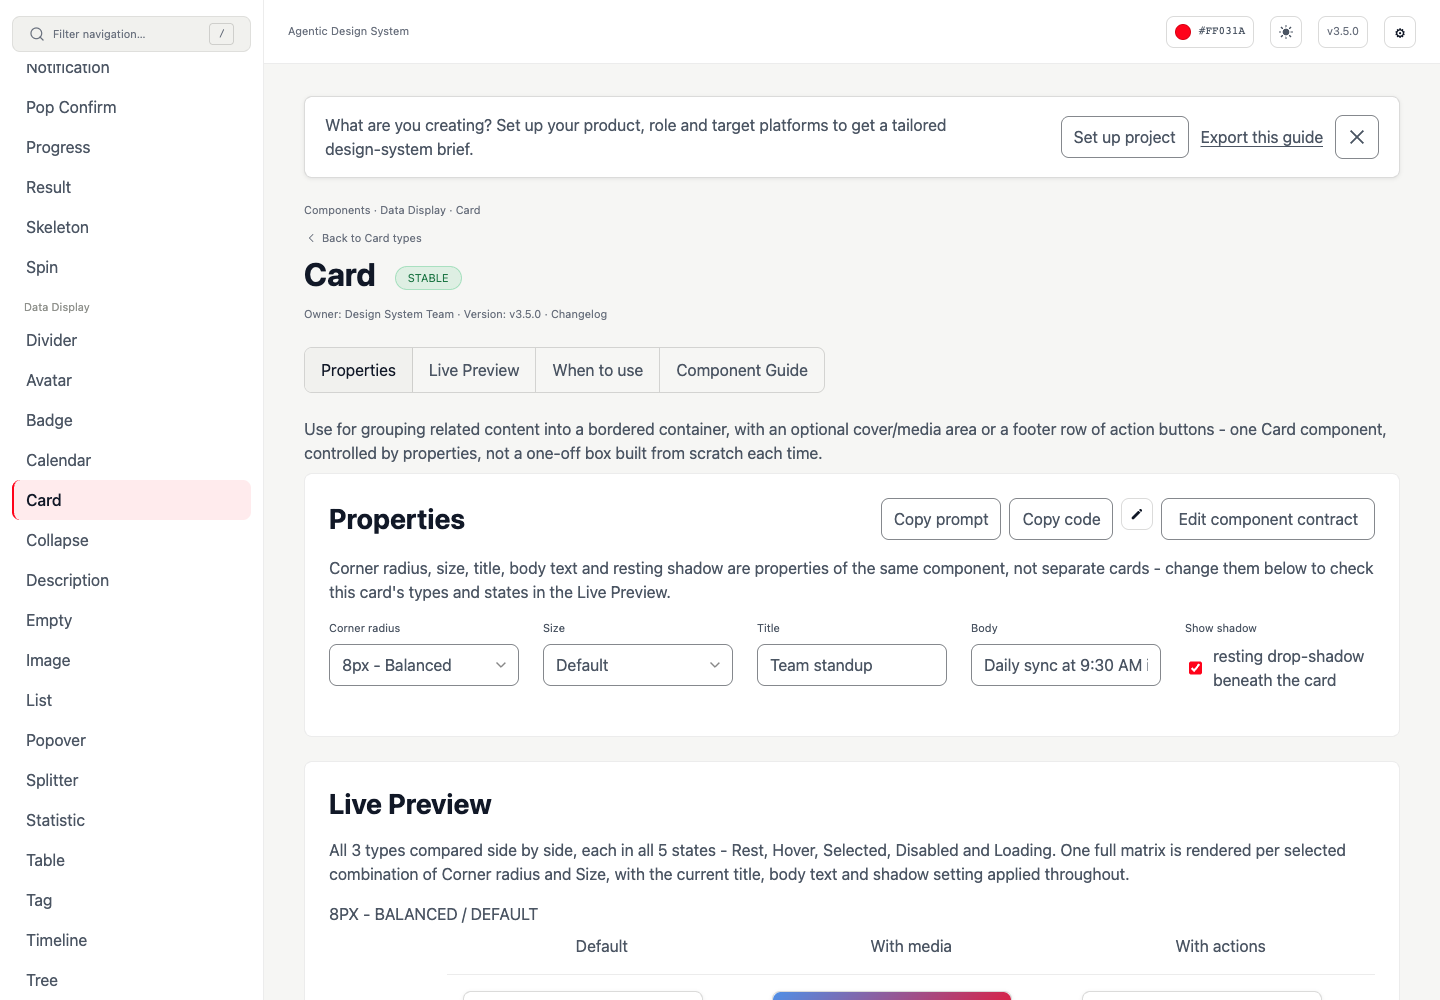 Filter navigation...
/
Notification
Pop Confirm
Progress
Result
Skeleton
Spin
Data Display
Divider
Avatar
Badge
Calendar
Card
Collapse
Description
Empty
Image
List
Popover
Splitter
Statistic
Table
Tag
Timeline
Tree
Agentic Design System
#FF031A
v3.5.0
What are you creating? Set up your product, role and target platforms to get a tailored
design-system brief.
Set up project
Export this guide
Components · Data Display · Card
Back to Card types
Card
STABLE
Owner: Design System Team · Version: v3.5.0 · Changelog
Properties
Live Preview
When to use
Component Guide
Use for grouping related content into a bordered container, with an optional cover/media area or a footer row of action buttons - one Card component,
controlled by properties, not a one-off box built from scratch each time.
Properties
Copy prompt
Copy code
Edit component contract
Corner radius, size, title, body text and resting shadow are properties of the same component, not separate cards - change them below to check
this card's types and states in the Live Preview.
Corner radius
8px - Balanced
Size
Default
Title
Team standup
Body
Daily sync at 9:30 AM
Show shadow
resting drop-shadow
beneath the card
Live Preview
All 3 types compared side by side, each in all 5 states - Rest, Hover, Selected, Disabled and Loading. One full matrix is rendered per selected
combination of Corner radius and Size, with the current title, body text and shadow setting applied throughout.
8PX - BALANCED / DEFAULT
Default
With media
With actions